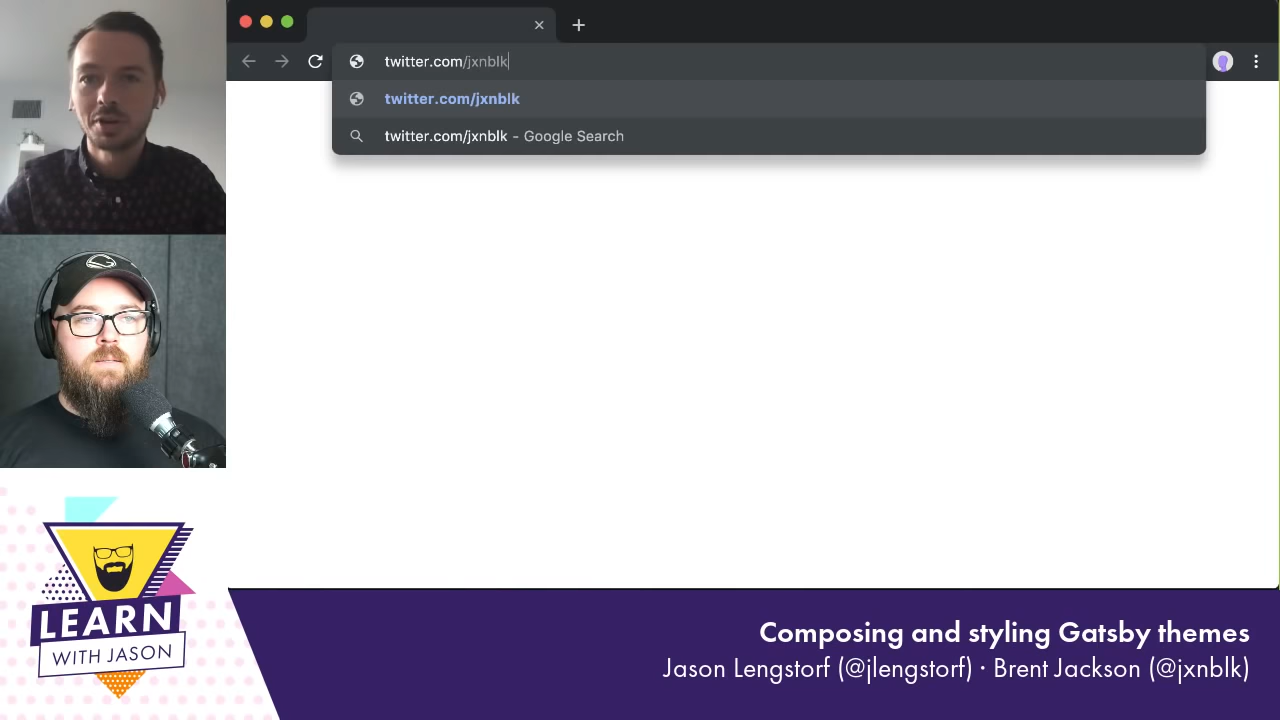 twitter.com/jxnblk
twitter.com/jxnblk
twitter.com/jxnblk - Google Search
LEARN
WITH JASON
Composing and styling Gatsby themes
Jason Lengstorf (@jlengstorf) · Brent Jackson (@jxnblk)